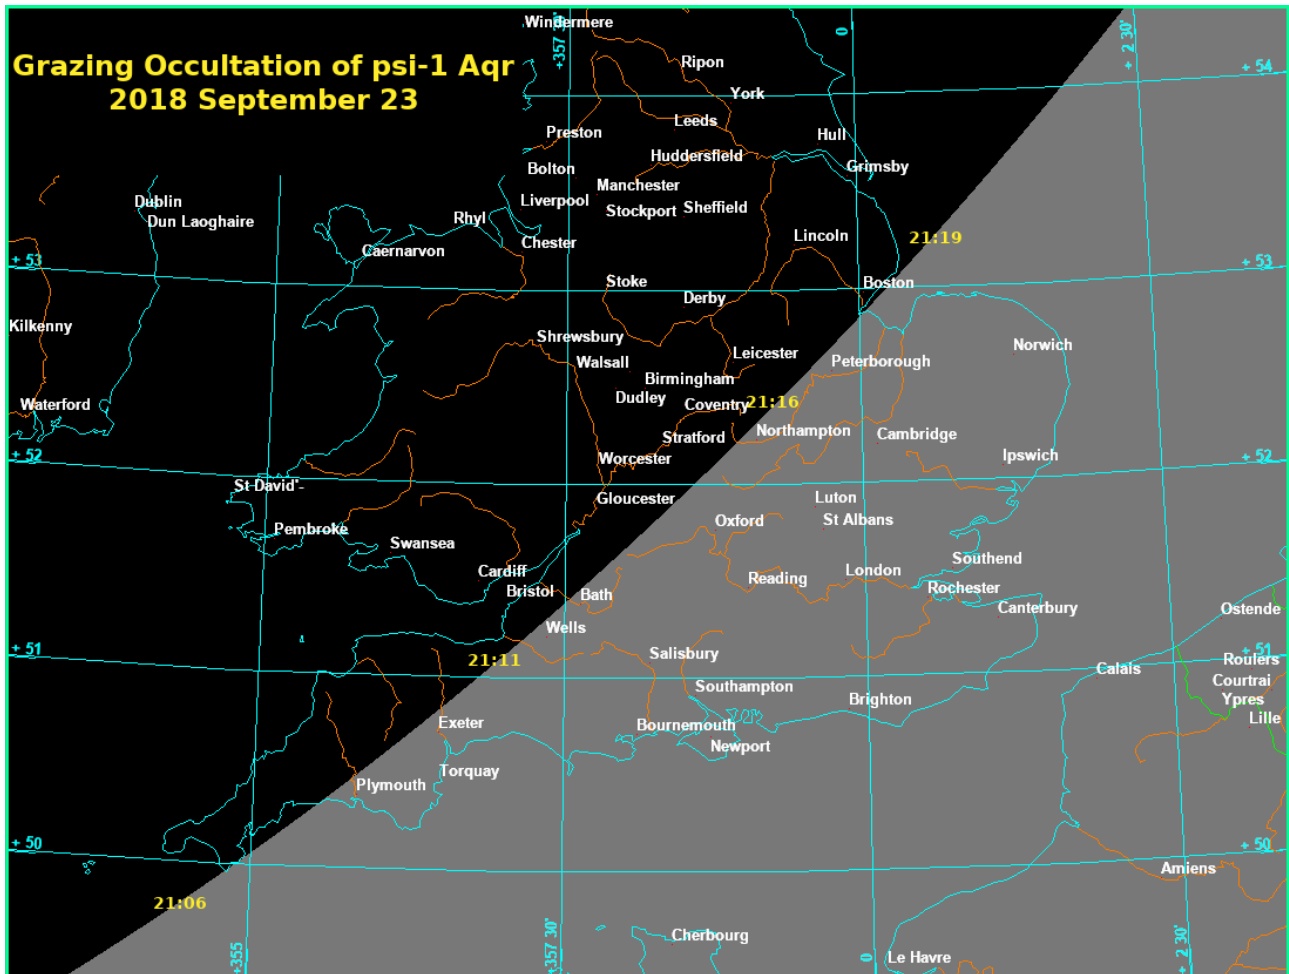 Windermere
+357 30'
0
+ 2 30'
Grazing Occultation of psi-1 Aqr
2018 September 23
Ripon
+ 54
York
Leeds
Preston
Hull
Huddersfield
Grimsby
Bolton
Manchester
Dublin
Liverpool
Stockport
Sheffield
Dun Laoghaire
Rhyl
Lincoln
21:19
Chester
Caernarvon
+ 53
+ 53
Stoke
Boston
Derby
Kilkenny
Shrewsbury
Norwich
Leicester
Walsall
Peterborough
Birmingham
Dudley
Waterford
Coventry
21:16
Stratford
Northampton
Cambridge
+ 52
Worcester
Ipswich
+ 52
St David'-
Gloucester
Luton
Oxford
St Albans
Pembroke
Swansea
Southend
Cardiff
London
Reading
Bristol
Bath
Rochester
Canterbury
Ostende
Wells
+ 51
21:11
Salisbury
+ 51
Roulers
Calais
Courtrai
Southampton
Brighton
Ypres
Exeter
Bournemouth
Lille
Newport
Torquay
Plymouth
+ 50
+ 50
Amiens
21:06
Cherbourg
+355
+357 30'
0
Le Havre
+ 2 30'